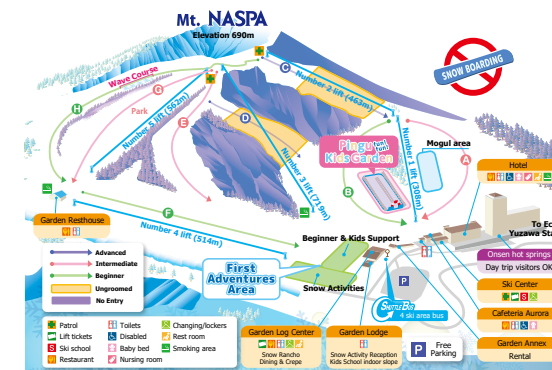 Mt. NASPA
Elevation 690m
SNOW BOARDING
Wave Course
H
G
Park
E
C
D
Number 2 lift (463m)
Number 5 lift (562m)
Number 3 lift (719m)
Number 1 lift (308m)
Pingu fun! fun!
Kids Garden
Mogul area
A
B
Hotel
Garden Resthouse
F
Number 4 lift (514m)
Beginner & Kids Support
First
Adventures
Area
Snow Activities
P
SHUTTLE BUS
4 ski area bus
Onsen hot springs
Day trip visitors OK
Ski Center
S
Cafeteria Aurora
Garden Annex
Rental
Advanced
Intermediate
Beginner
Ungroomed
No Entry
Patrol
Lift tickets
S Ski school
Restaurant
Toilets
Disabled
Baby bed
Nursing room
Changing/lockers
Rest room
Smoking area
Garden Log Center
Snow Rancho
Dining & Crepe
Garden Lodge
Snow Activity Reception
Kids School indoor slope
P Free
Parking